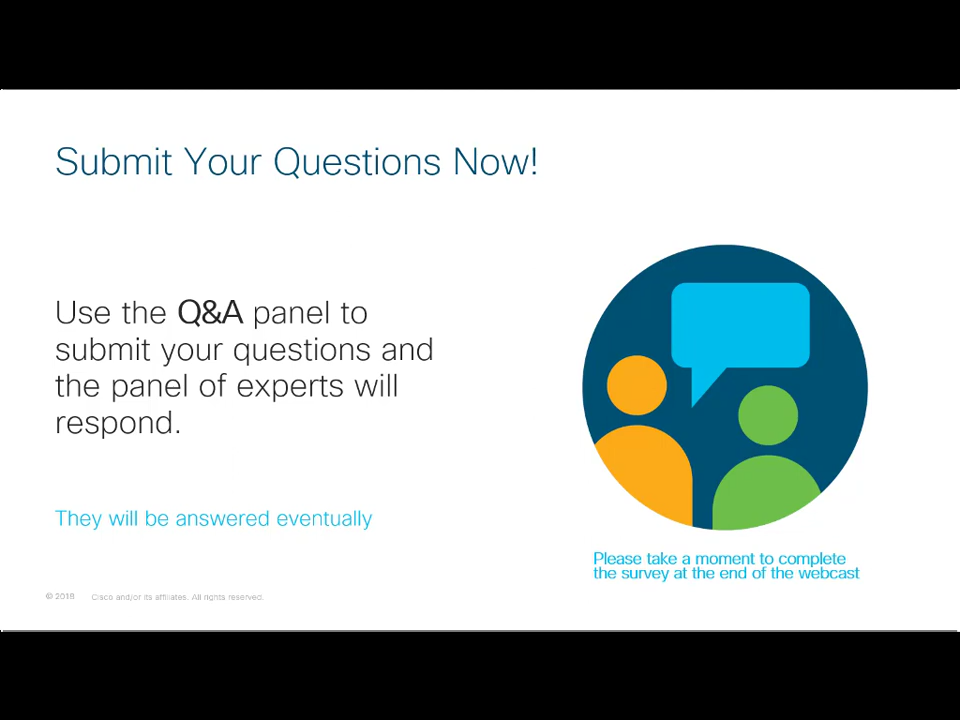 Submit Your Questions Now!
Use the Q&A panel to
submit your questions and
the panel of experts will
respond.
They will be answered eventually
Please take a moment to complete
the survey at the end of the webcast
© 2018 Cisco and/or its affiliates. All rights reserved.